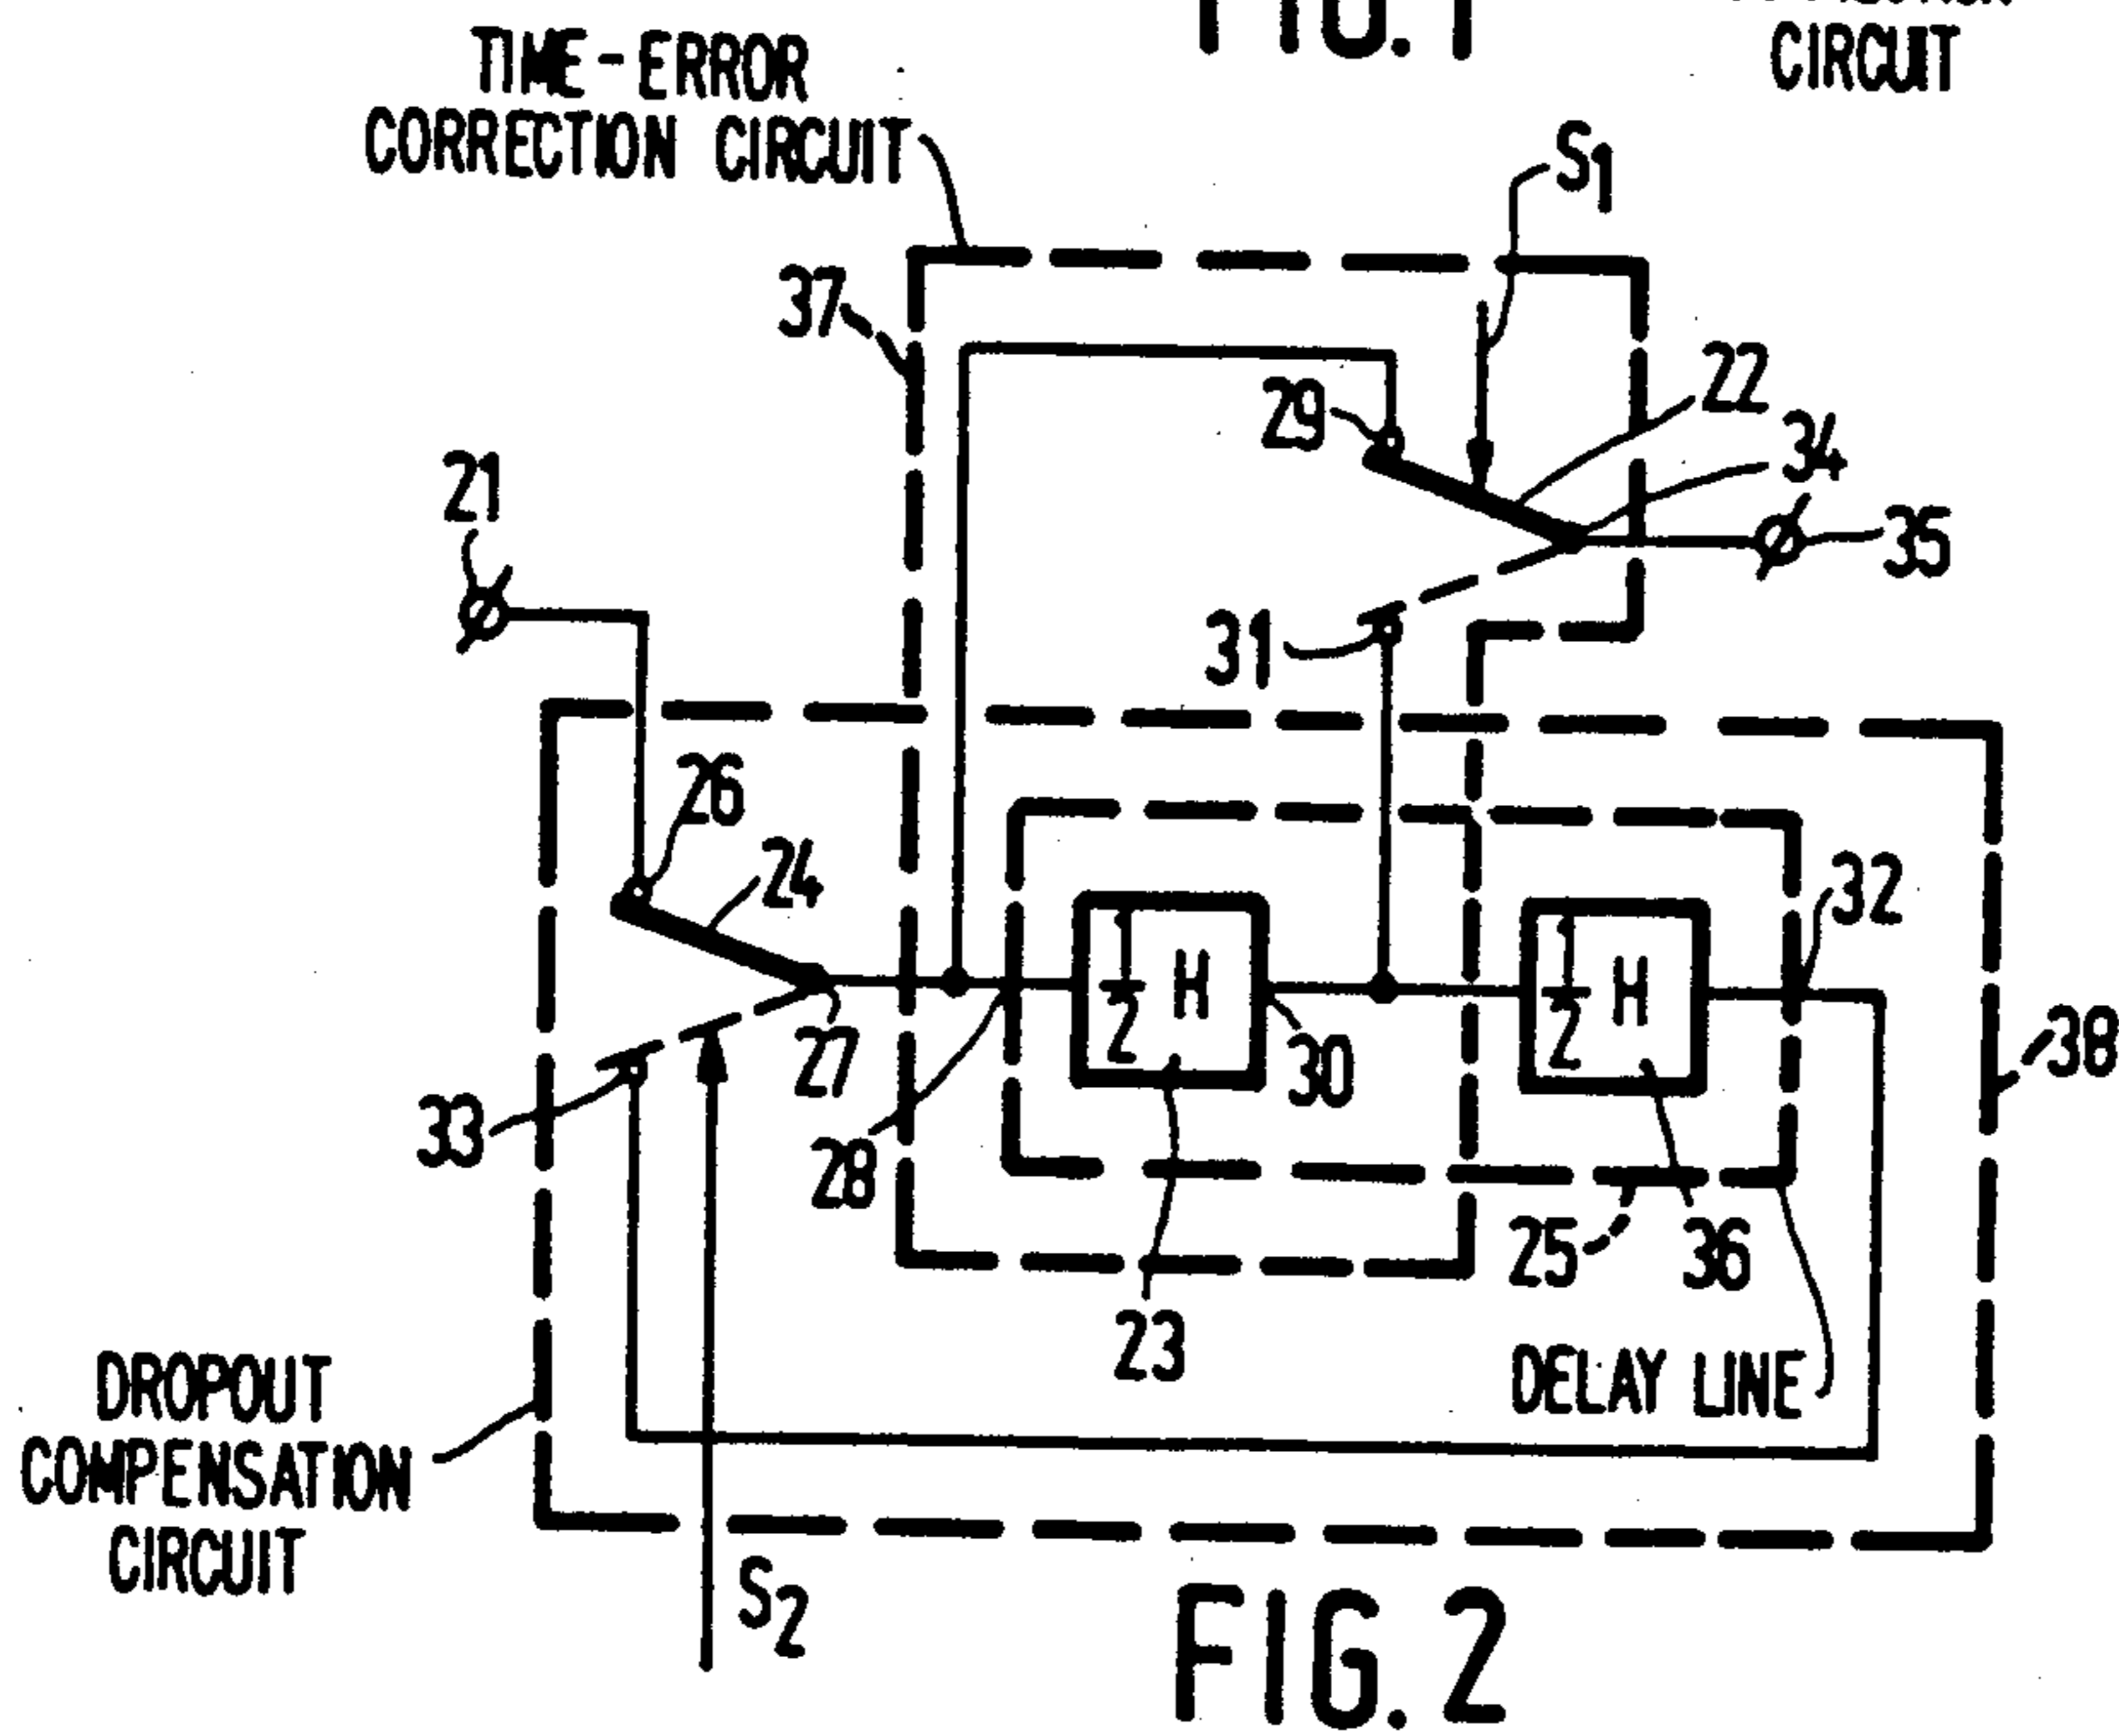 FIG. 1
CIRCUIT
TIME-ERROR
CORRECTION CIRCUIT
S1
37
29
22
34
35
21
31
26
24
32
1/2 H
1/2 H
27
30
38
33
28
25
36
23
DELAY LINE
DROPOUT
COMPENSATION
CIRCUIT
S2
FIG. 2